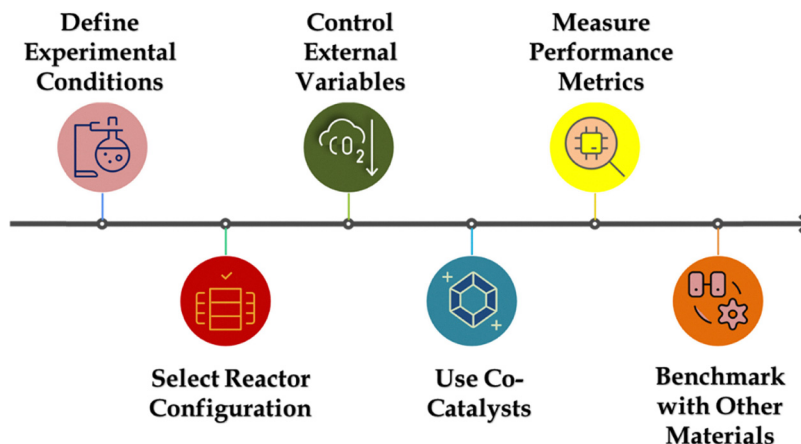 Define
Experimental
Conditions
Control
External
Variables
Measure
Performance
Metrics
CO2
Select Reactor
Configuration
Use Co-
Catalysts
Benchmark
with Other
Materials